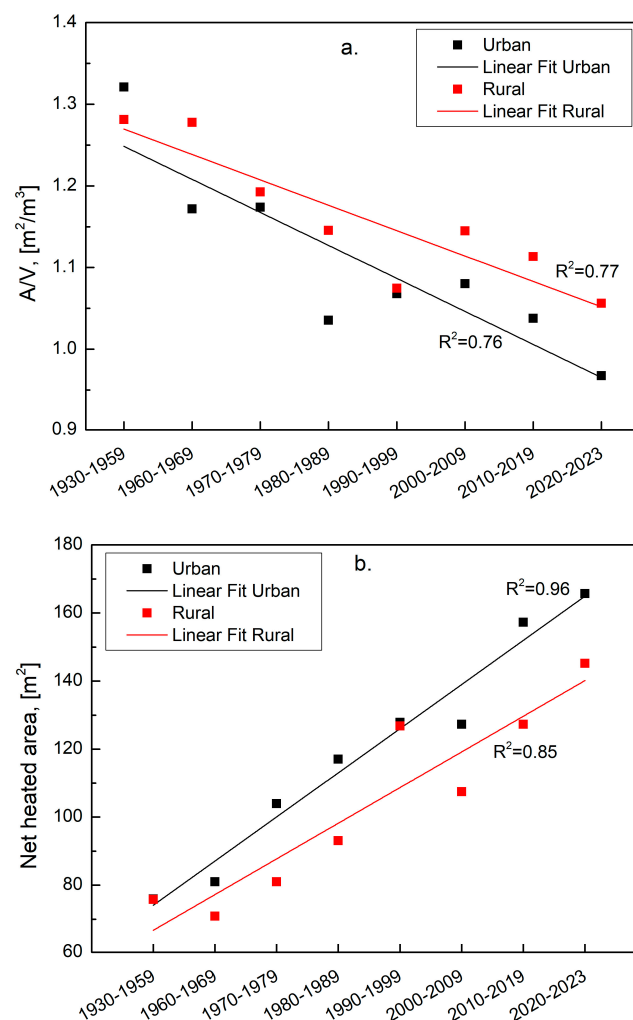 a.
Urban
Linear Fit Urban
Rural
Linear Fit Rural
1.4
1.3
1.2
1.1
1.0
0.9
A/V, [m²/m³]
R²=0.77
R²=0.76
1930-1959
1960-1969
1970-1979
1980-1989
1990-1999
2000-2009
2010-2019
2020-2023
b.
Urban
Linear Fit Urban
Rural
Linear Fit Rural
180
160
140
120
100
80
60
Net heated area, [m²]
R²=0.96
R²=0.85
1930-1959
1960-1969
1970-1979
1980-1989
1990-1999
2000-2009
2010-2019
2020-2023